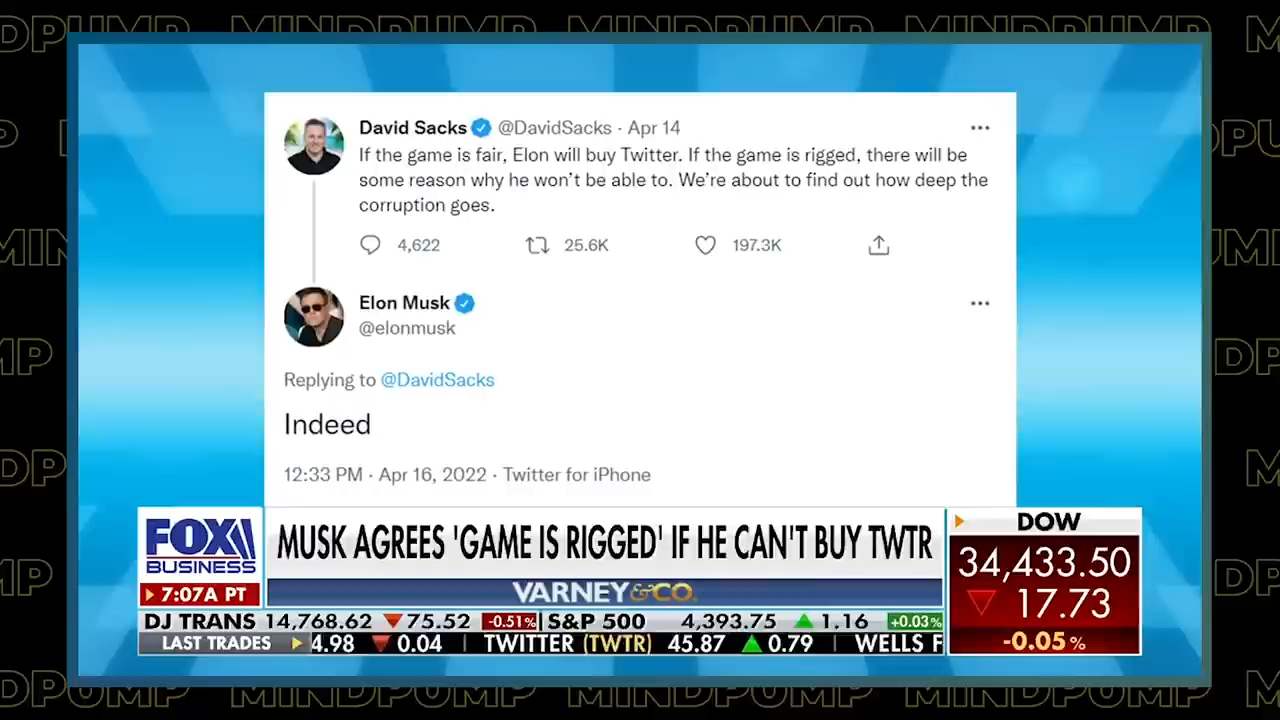 MINDPUMP MINDPUMP MINDPUMP
David Sacks @DavidSacks · Apr 14
If the game is fair, Elon will buy Twitter. If the game is rigged, there will be
some reason why he won't be able to. We're about to find out how deep the
corruption goes.
4,622 25.6K 197.3K
Elon Musk
@elonmusk
Replying to @DavidSacks
Indeed
12:33 PM · Apr 16, 2022 · Twitter for iPhone
FOX
BUSINESS
7:07A PT
MUSK AGREES 'GAME IS RIGGED' IF HE CAN'T BUY TWTR
VARNEY & CO.
DOW
34,433.50
17.73
-0.05%
DJ TRANS 14,768.62 75.52 -0.51% S&P 500 4,393.75 1.16 +0.03%
LAST TRADES 4.98 0.04 | TWITTER (TWTR) 45.87 0.79 | WELLS F
MINDPUMP MINDPUMP MINDPUMP